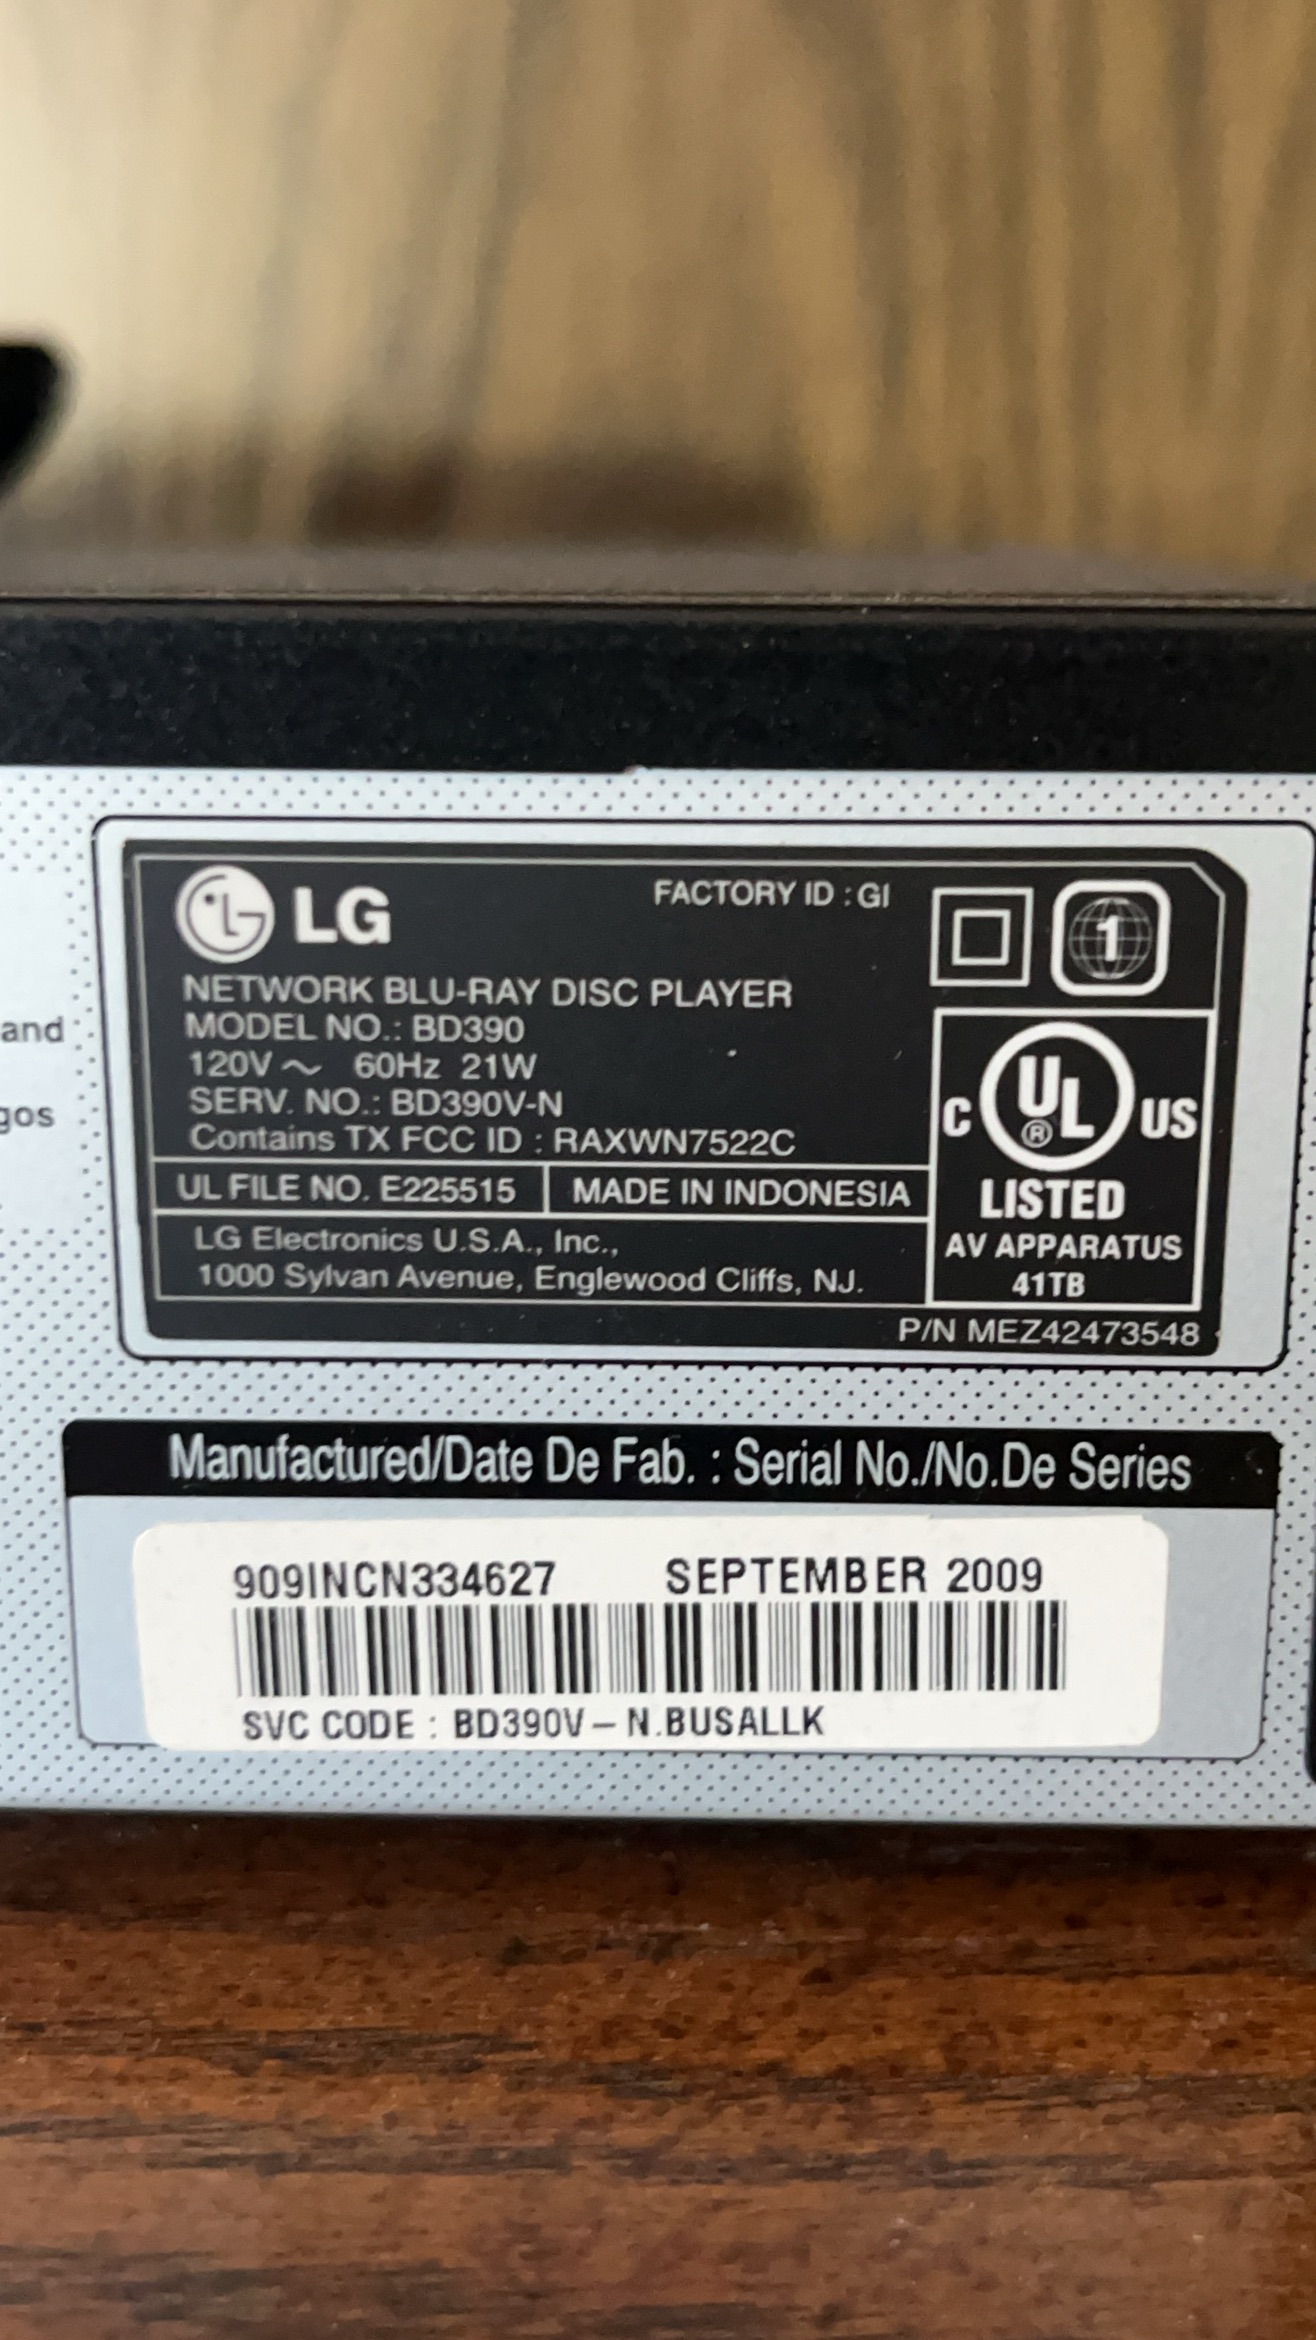 and
gos
LG
FACTORY ID : GI
1
NETWORK BLU-RAY DISC PLAYER
MODEL NO.: BD390
120V ~ 60Hz 21W
SERV. NO.: BD390V-N
Contains TX FCC ID : RAXWN7522C
UL FILE NO. E225515
MADE IN INDONESIA
LG Electronics U.S.A., Inc.,
1000 Sylvan Avenue, Englewood Cliffs, NJ.
C UL ® US
LISTED
AV APPARATUS
41TB
P/N MEZ42473548
Manufactured/Date De Fab. : Serial No./No.De Series
909INCN334627 SEPTEMBER 2009
SVC CODE : BD390V – N.BUSALLK